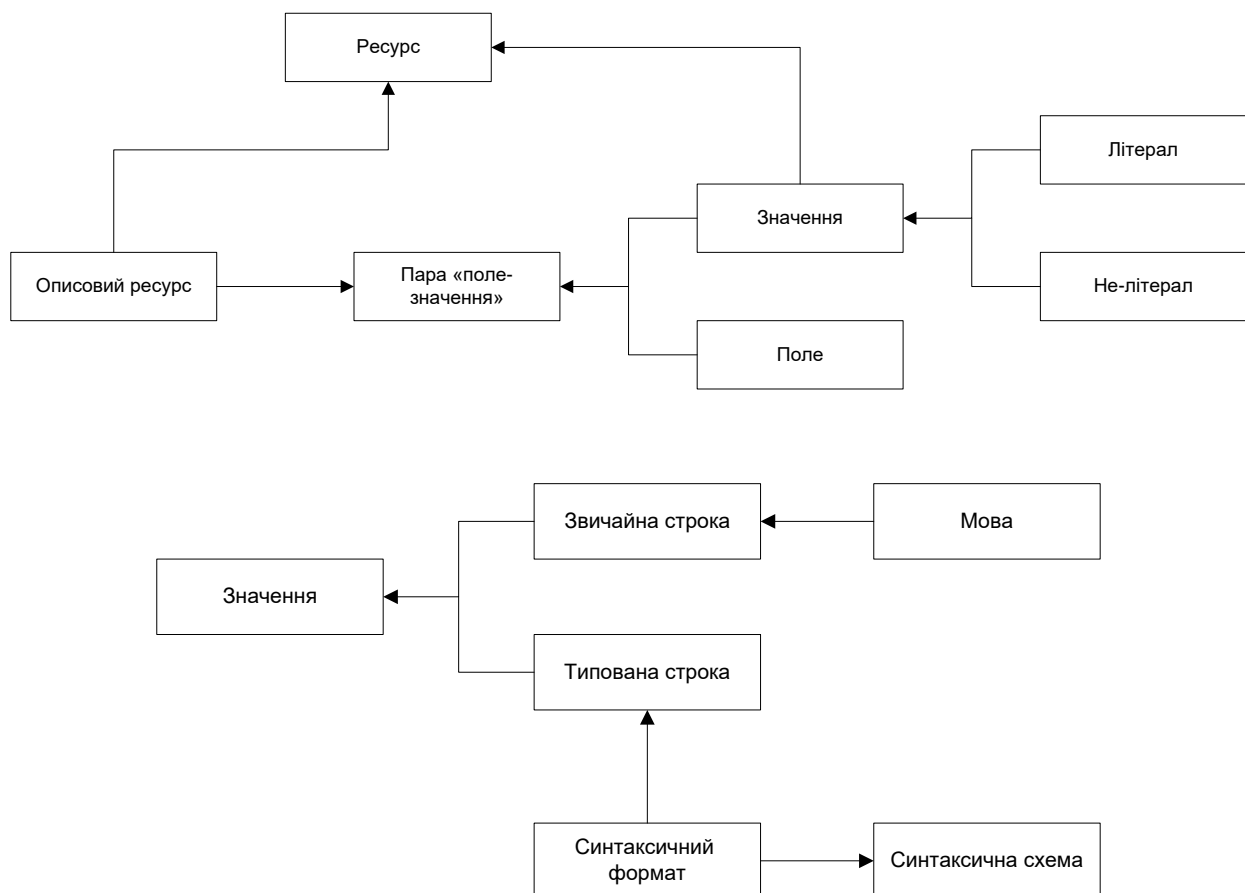 Ресурс
Літерал
Значення
Описовий ресурс
Пара «поле-
значення»
Не-літерал
Поле
Звичайна строка
Мова
Значення
Типована строка
Синтаксичний
формат
Синтаксична схема